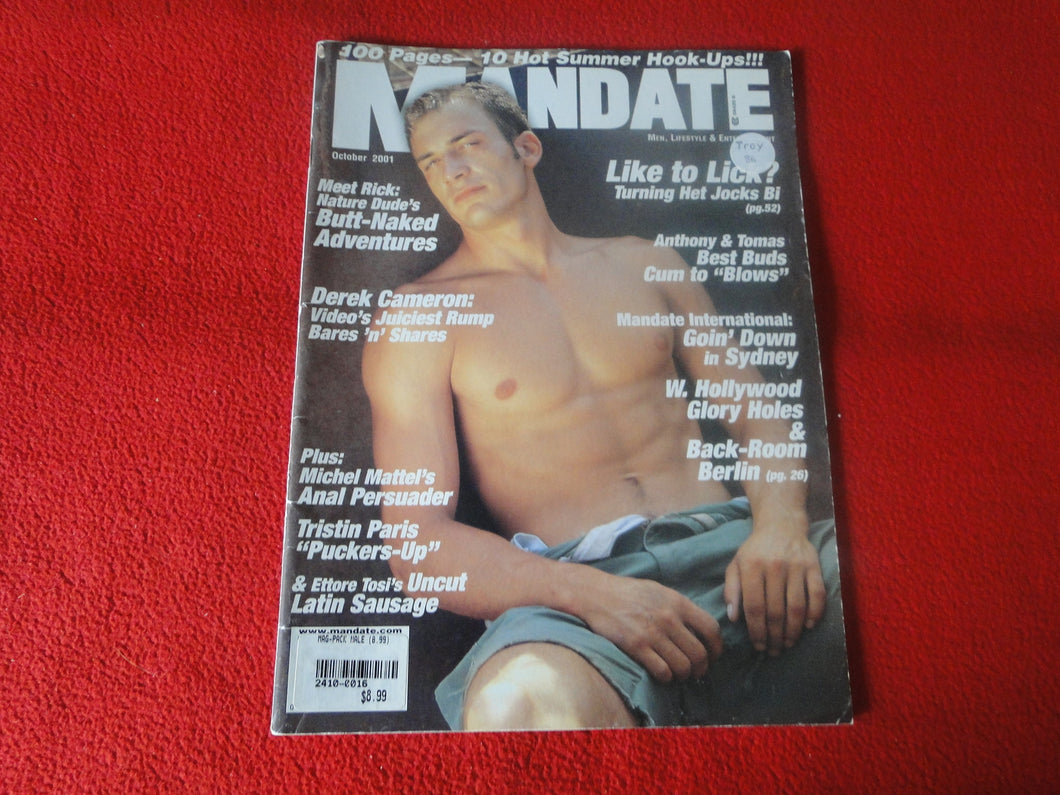 100 Pages— 10 Hot Summer Hook-Ups!!!
MANDATE
October 2001
Men, Lifestyle &
Troy
86
Meet Rick:
Nature Dude's
Butt-Naked
Adventures
Derek Cameron:
Video's Juiciest Rump
Bares 'n' Shares
Plus:
Michel Mattel's
Anal Persuader
Tristin Paris
"Puckers-Up"
& Ettore Tosi's Uncut
Latin Sausage
Like to Lick?
Turning Het Jocks Bi
(pg.52)
Anthony & Tomas
Best Buds
Cum to "Blows"
Mandate International:
Goin' Down
in Sydney
W. Hollywood
Glory Holes
&
Back-Room
Berlin (pg. 26)
www.mandate.com
MAG-PACK MALE (8.99)
2410-0016
$8.99